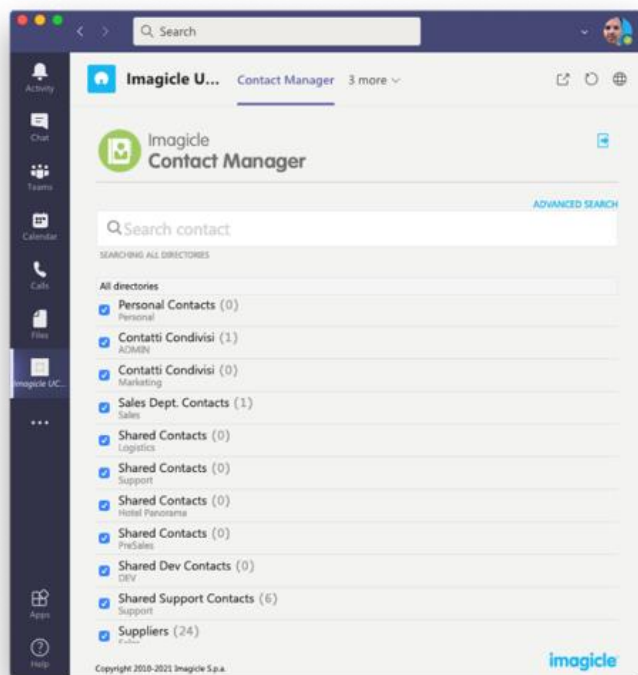 Search
Activity
Chat
Teams
Calendar
Calls
Files
Imagicle UC...
Apps
Help
Imagicle U... Contact Manager 3 more
Imagicle
Contact Manager
ADVANCED SEARCH
Search contact
SEARCHING ALL DIRECTORIES
All directories
Personal Contacts (0)
Personal
Contatti Condivisi (1)
ADMIN
Contatti Condivisi (0)
Marketing
Sales Dept. Contacts (1)
Sales
Shared Contacts (0)
Logistics
Shared Contacts (0)
Support
Shared Contacts (0)
Hotel Panorama
Shared Contacts (0)
PreSales
Shared Dev Contacts (0)
DEV
Shared Support Contacts (6)
Support
Suppliers (24)
Copyright 2010-2021 Imagicle S.p.a.
imagicle